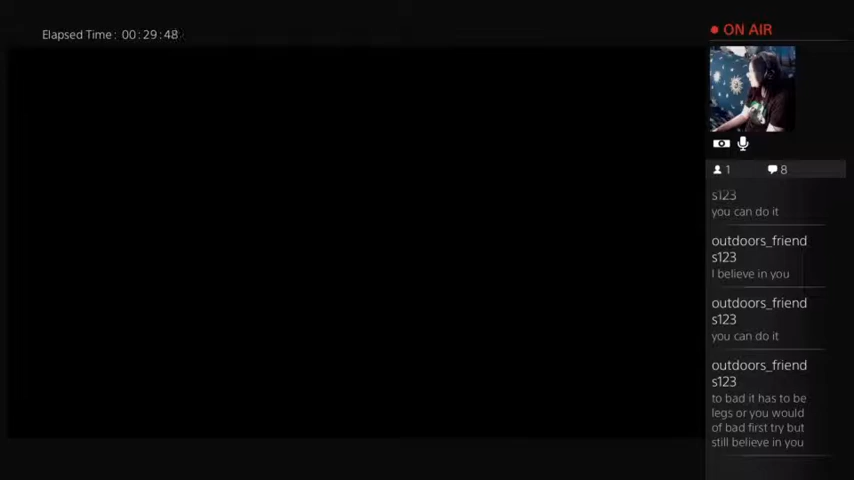 Elapsed Time: 00:29:48
ON AIR
1 8
s123
you can do it
outdoors_friend
s123
I believe in you
outdoors_friend
s123
you can do it
outdoors_friend
s123
to bad it has to be
legs or you would
of bad first try but
still believe in you